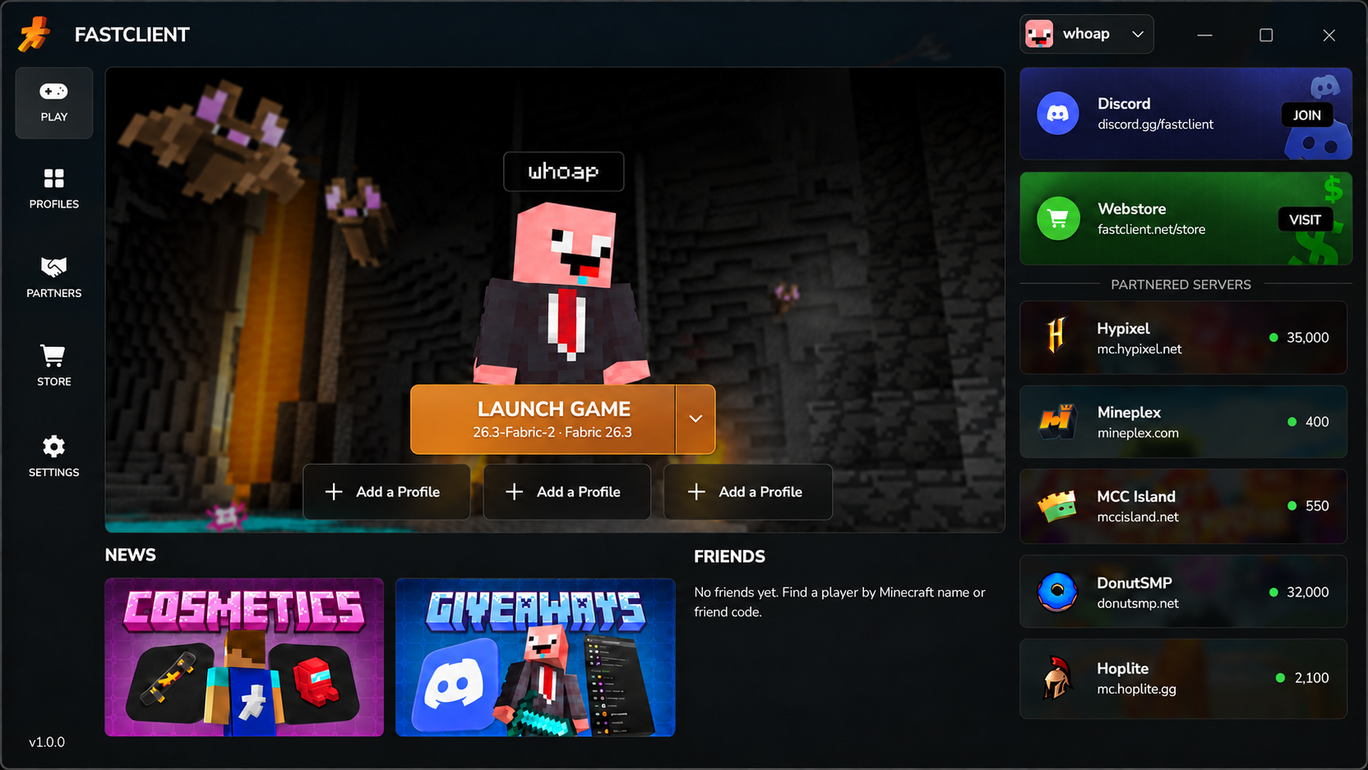 FASTCLIENT
whoap
PLAY
PROFILES
PARTNERS
STORE
SETTINGS
v1.0.0
whoap
LAUNCH GAME
26.3-Fabric-2 · Fabric 26.3
Add a Profile
Add a Profile
Add a Profile
NEWS
COSMETICS
GIVEAWAYS
FRIENDS
No friends yet. Find a player by Minecraft name or
friend code.
Discord
discord.gg/fastclient
JOIN
Webstore
fastclient.net/store
VISIT
PARTNERED SERVERS
Hypixel
mc.hypixel.net
35,000
Mineplex
mineplex.com
400
MCC Island
mccisland.net
550
DonutSMP
donutsmp.net
32,000
Hoplite
mc.hoplite.gg
2,100